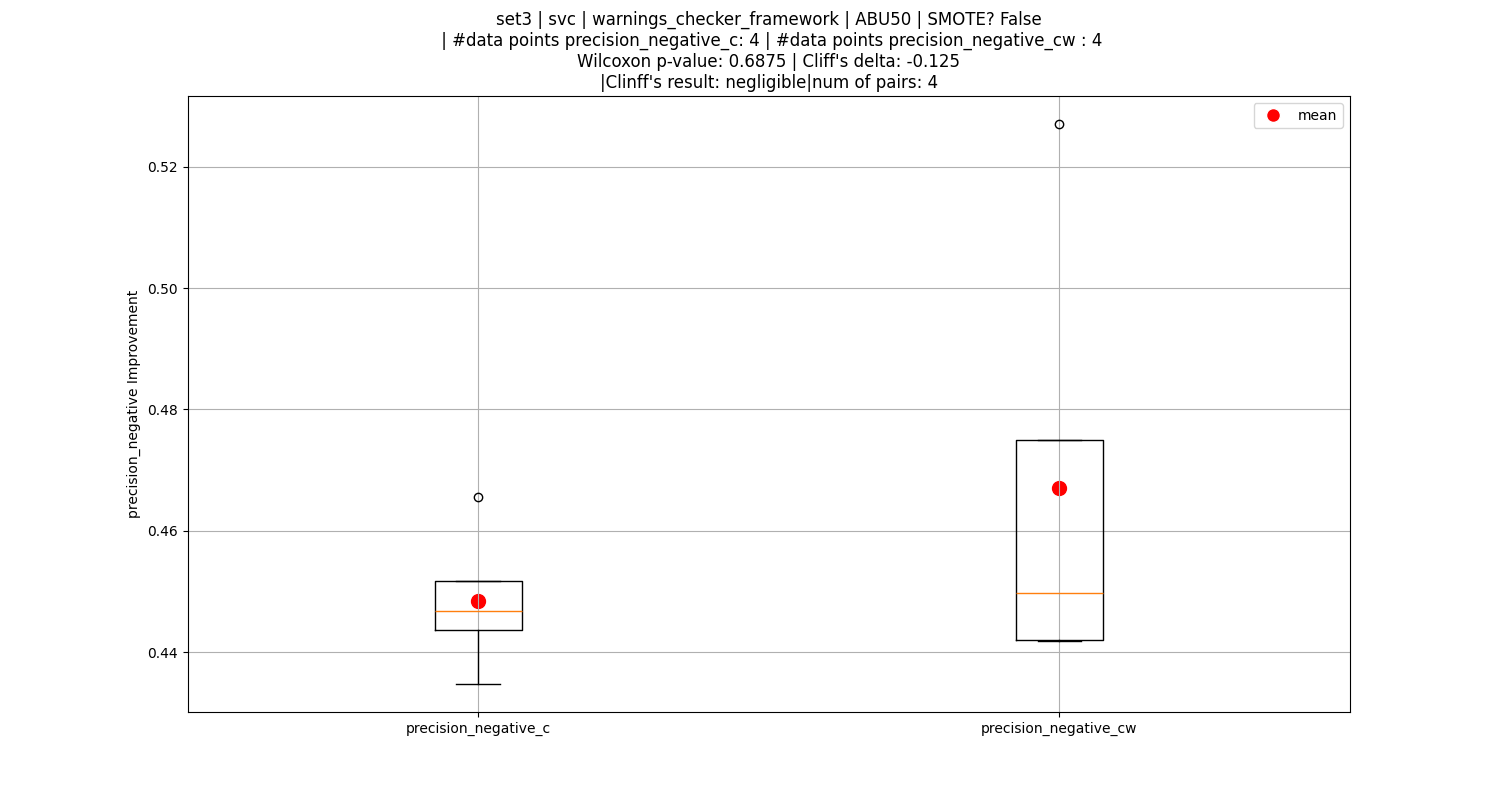 set3 | svc | warnings_checker_framework | ABU50 | SMOTE? False
| #data points precision_negative_c: 4 | #data points precision_negative_cw : 4
Wilcoxon p-value: 0.6875 | Cliff's delta: -0.125
|Clinff's result: negligible|num of pairs: 4
mean
precision_negative Improvement
0.52
0.50
0.48
0.46
0.44
precision_negative_c
precision_negative_cw